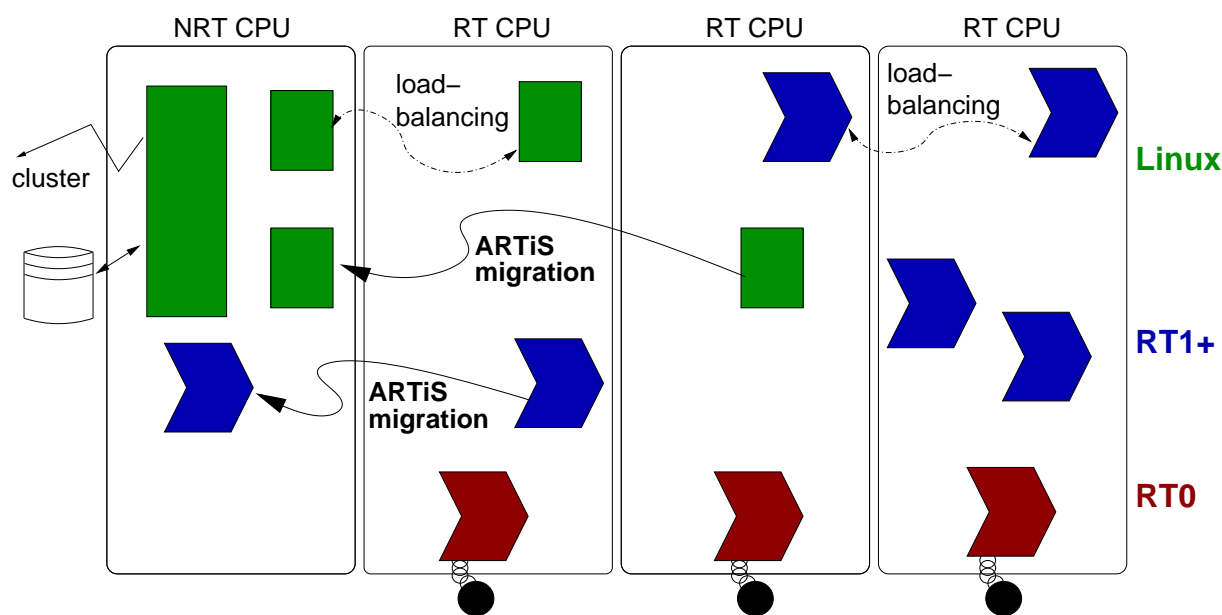 NRT CPU
RT CPU
RT CPU
RT CPU
load–
balancing
load–
balancing
Linux
cluster
ARTiS
migration
RT1+
ARTiS
migration
RT0